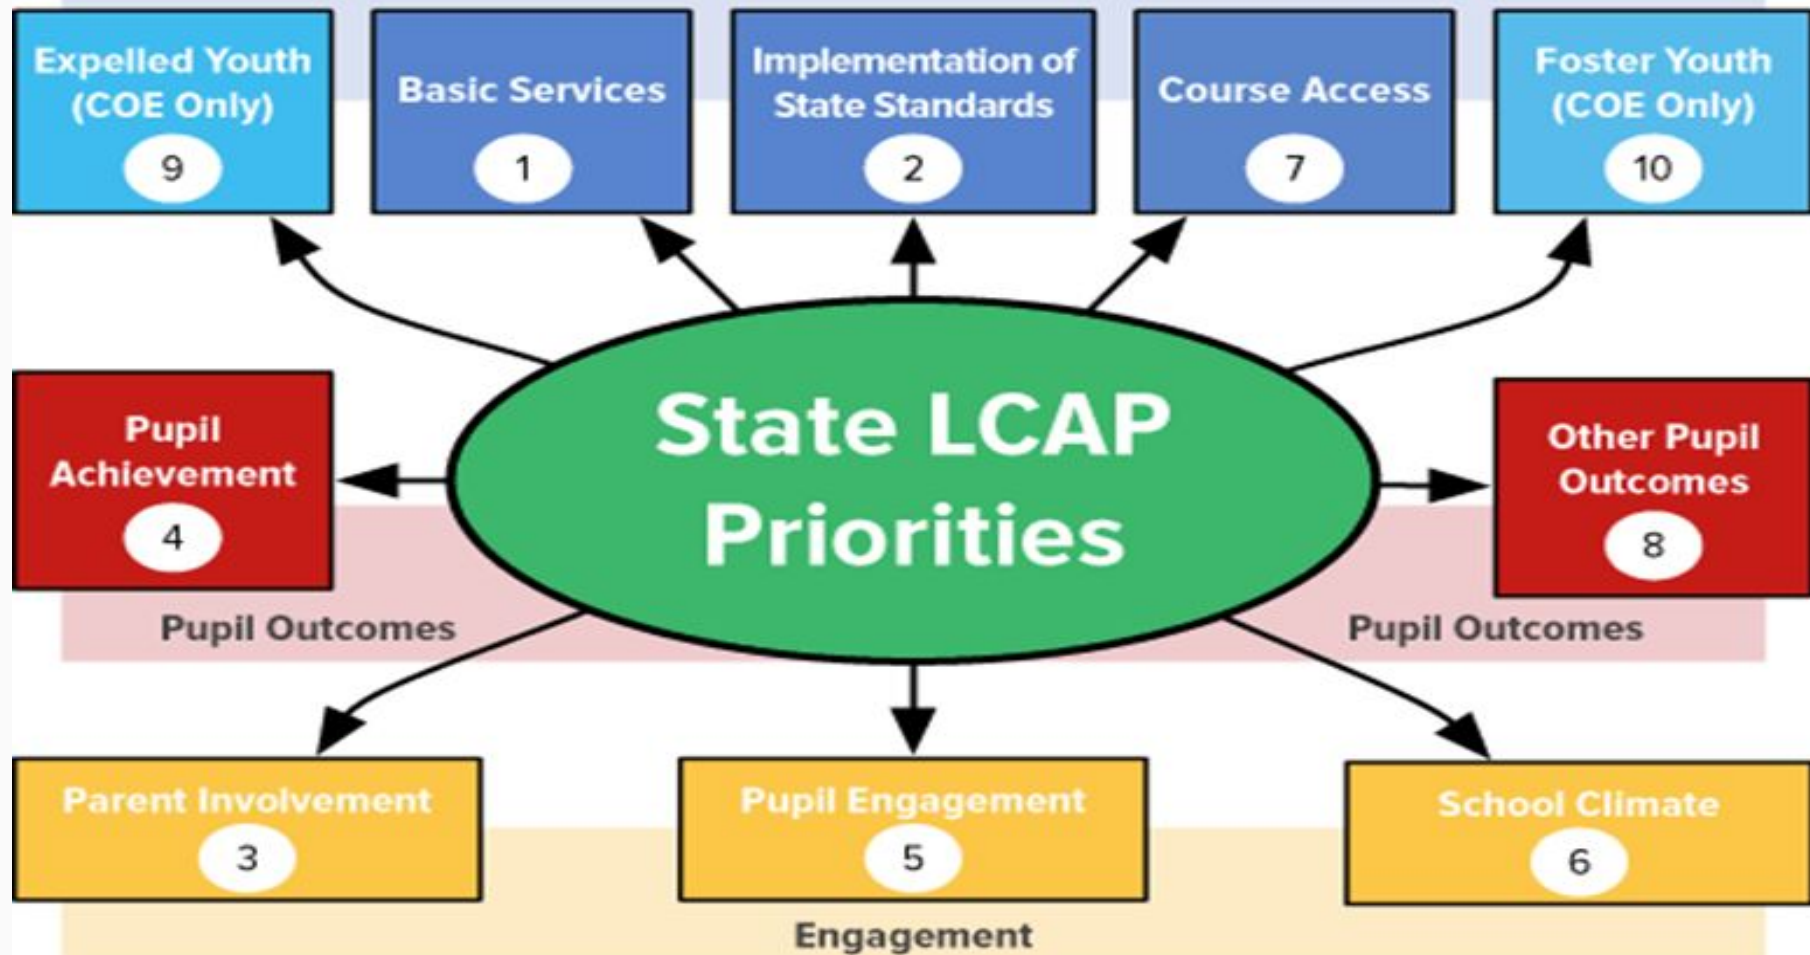 Expelled Youth
(COE Only)
9
Basic Services
1
Implementation of
State Standards
2
Course Access
7
Foster Youth
(COE Only)
10
State LCAP
Priorities
Pupil
Achievement
4
Other Pupil
Outcomes
8
Pupil Outcomes
Pupil Outcomes
Parent Involvement
3
Pupil Engagement
5
School Climate
6
Engagement